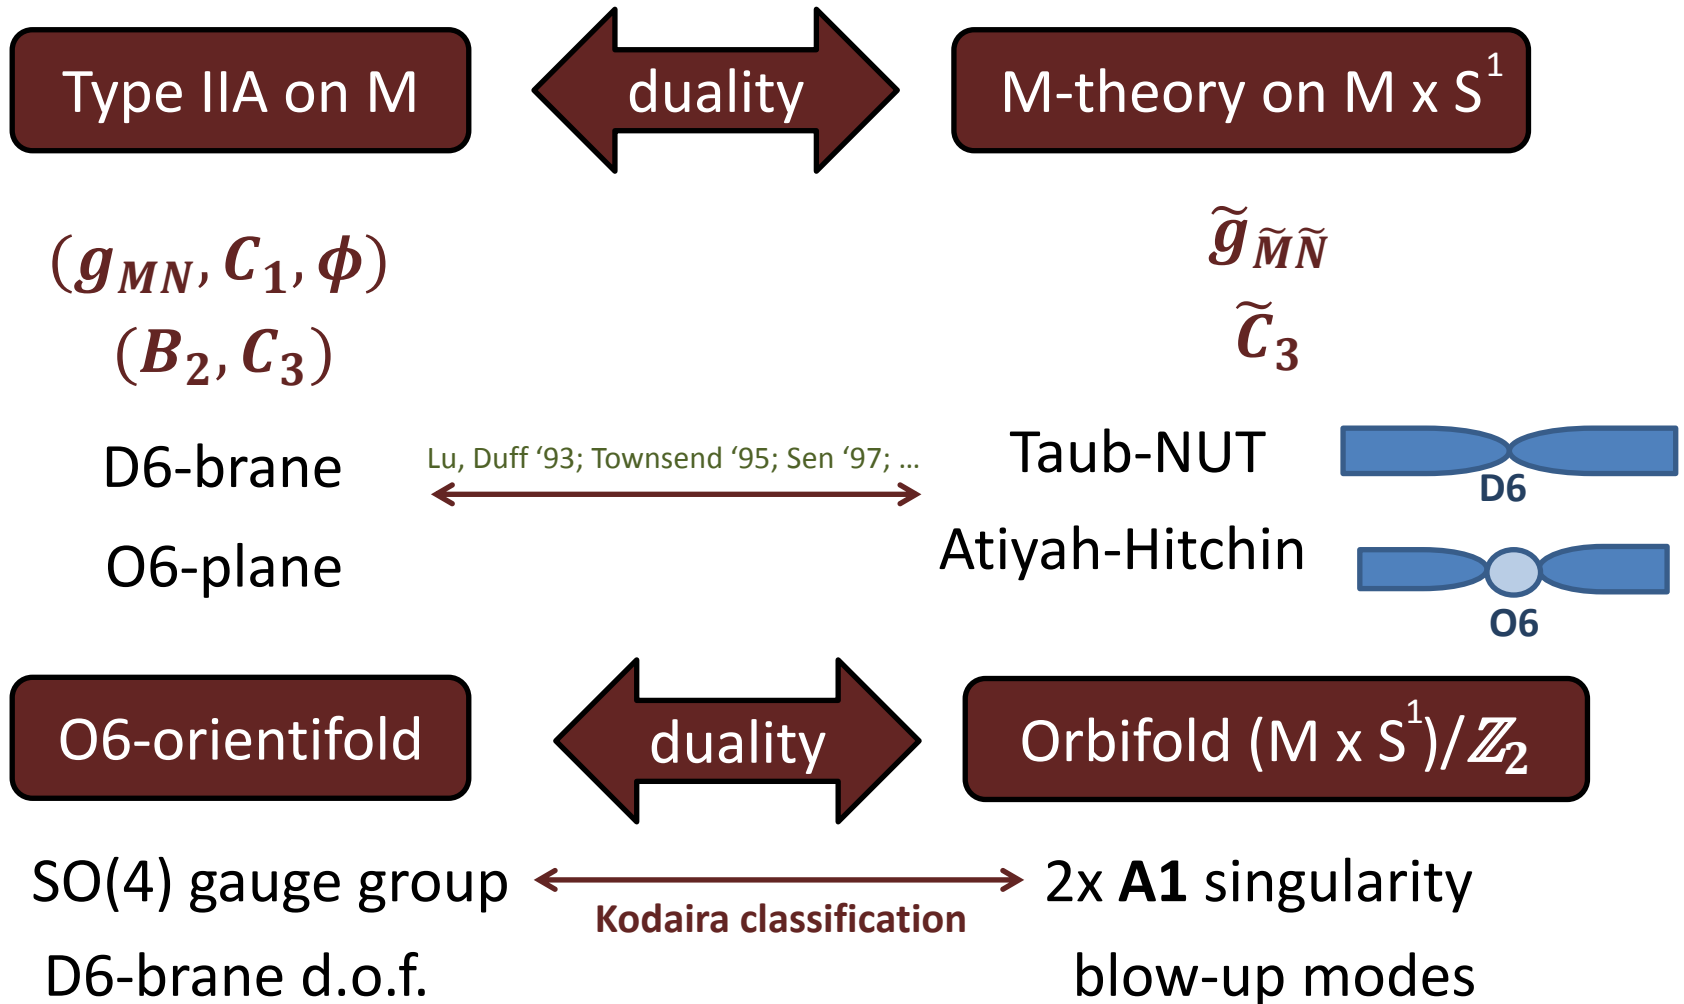 Type IIA on M
duality
M-theory on M x S¹
(g_{MN}, C₁, ϕ)
g̃_{M̃Ñ}
(B₂, C₃)
C̃₃
D6-brane
Lu, Duff ‘93; Townsend ‘95; Sen ‘97; ...
Taub-NUT
D6
O6-plane
Atiyah-Hitchin
O6
O6-orientifold
duality
Orbifold (M x S¹)/ℤ₂
SO(4) gauge group
Kodaira classification
2x A1 singularity
D6-brane d.o.f.
blow-up modes